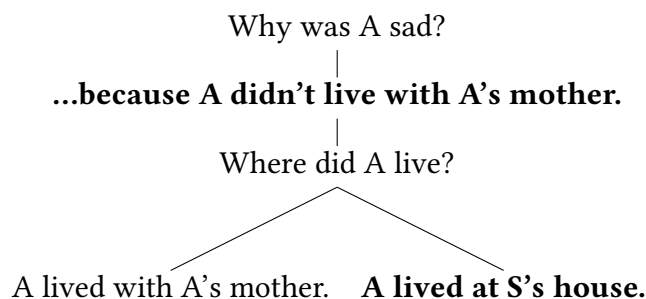 Why was A sad?
...because A didn't live with A's mother.
Where did A live?
A lived with A's mother. A lived at S's house.